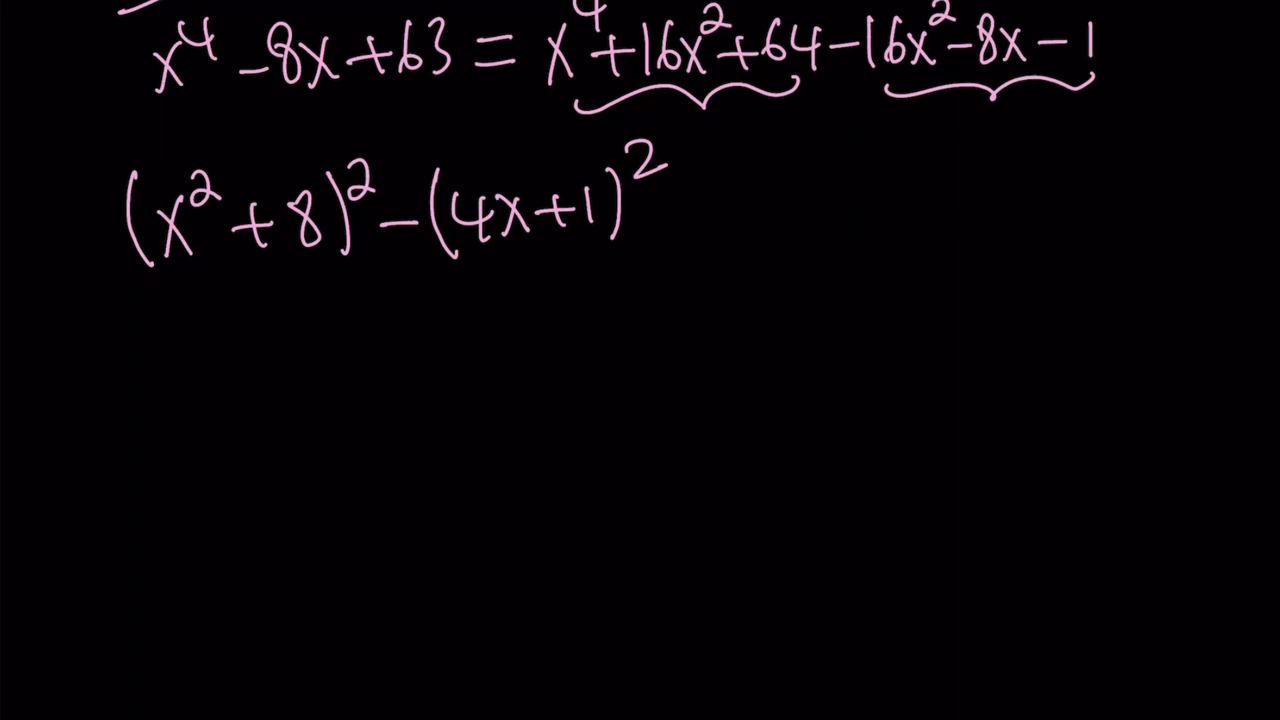 x⁴ - 8x + 63 = x⁴ + 16x² + 64 - 16x² - 8x - 1
(x² + 8)² - (4x + 1)²